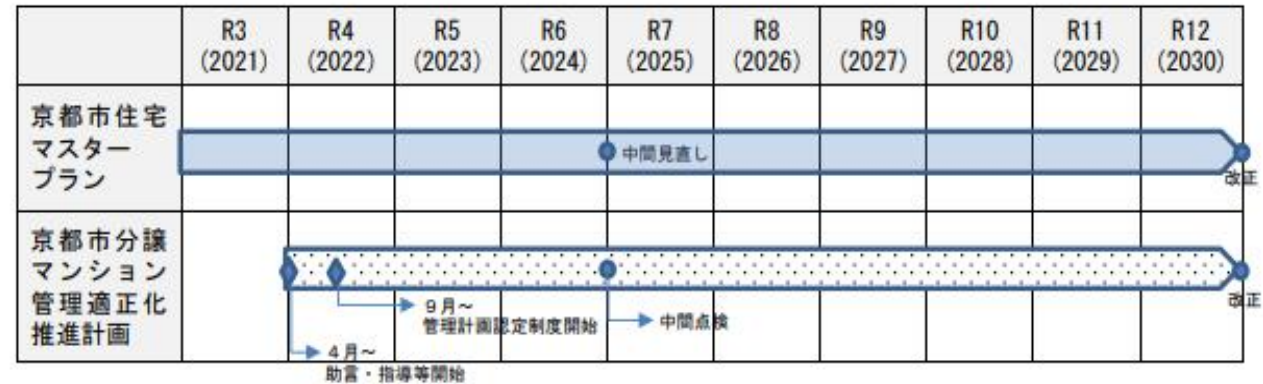 R3 R4 R5 R6 R7 R8 R9 R10 R11 R12
(2021) (2022) (2023) (2024) (2025) (2026) (2027) (2028) (2029) (2030)
京都市住宅
マスター
プラン
中間見直し
改正
京都市分譲
マンション
管理適正化
推進計画
9月~
管理計画認定制度開始
中間点検
改正
4月~
助言・指導等開始